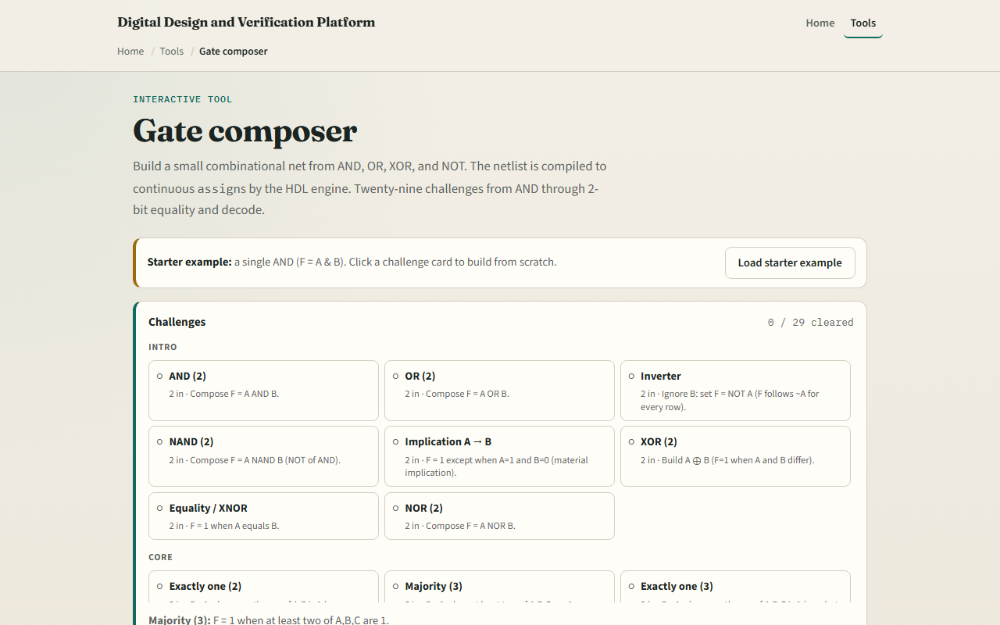 Digital Design and Verification Platform
Home
Tools
Home / Tools / Gate composer
INTERACTIVE TOOL
Gate composer
Build a small combinational net from AND, OR, XOR, and NOT. The netlist is compiled to
continuous assigns by the HDL engine. Twenty-nine challenges from AND through 2-
bit equality and decode.
Starter example: a single AND (F = A & B). Click a challenge card to build from scratch.
Load starter example
Challenges
0 / 29 cleared
INTRO
AND (2)
2 in · Compose F = A AND B.
OR (2)
2 in · Compose F = A OR B.
Inverter
2 in · Ignore B: set F = NOT A (F follows ~A for
every row).
NAND (2)
2 in · Compose F = A NAND B (NOT of AND).
Implication A → B
2 in · F = 1 except when A=1 and B=0 (material
implication).
XOR (2)
2 in · Build A ⊕ B (F=1 when A and B differ).
Equality / XNOR
2 in · F = 1 when A equals B.
NOR (2)
2 in · Compose F = A NOR B.
CORE
Exactly one (2)
Majority (3)
Exactly one (3)
Majority (3): F = 1 when at least two of A,B,C are 1.